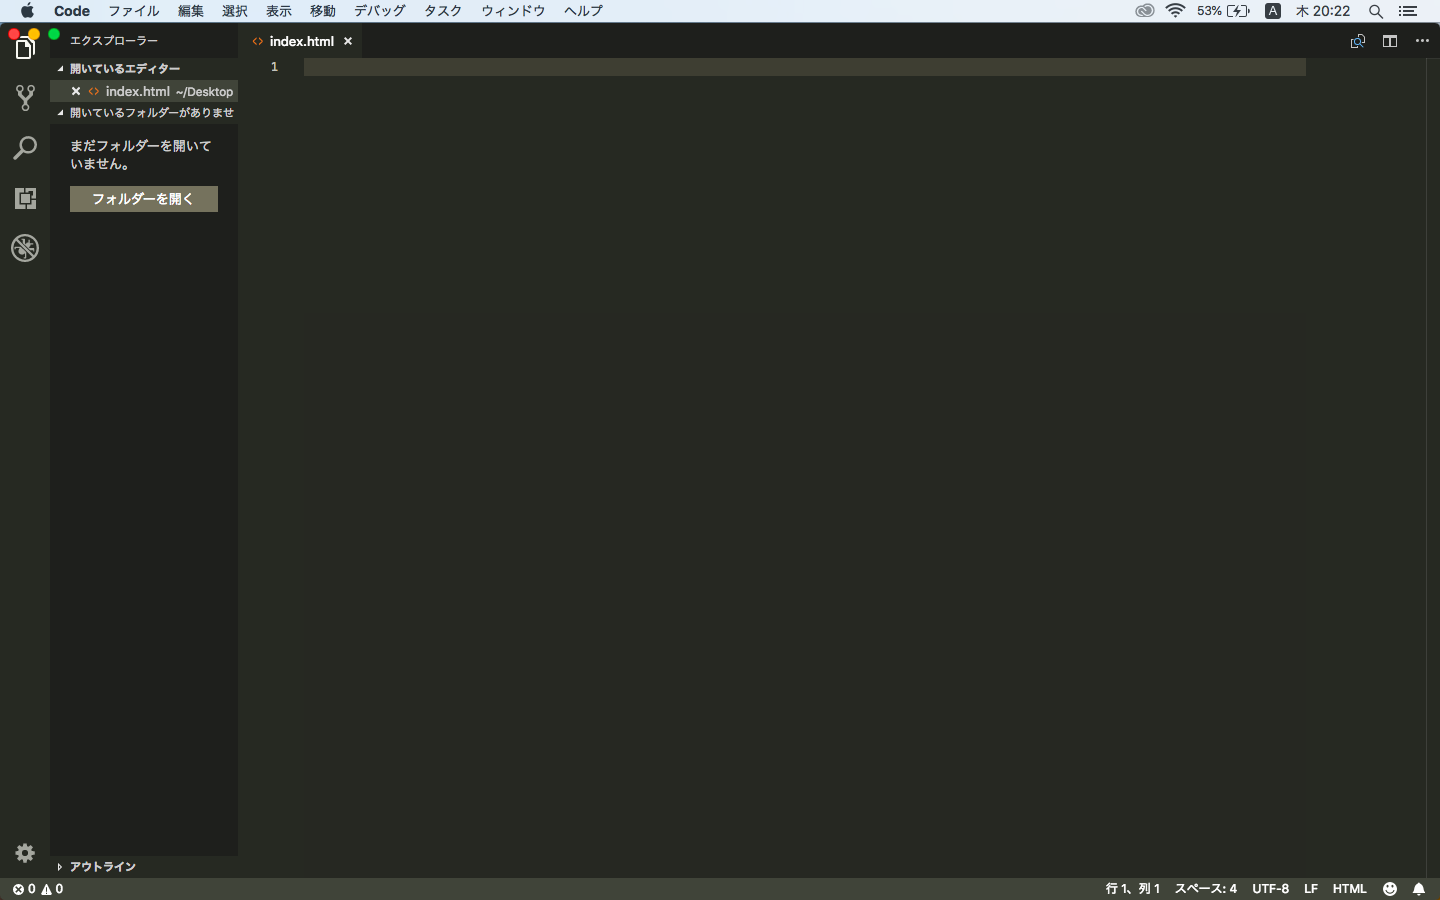 Code ファイル 編集 選択 表示 移動 デバッグ タスク ウィンドウ ヘルプ 53% A 木 20:22
エクスプローラー
index.html
開いているエディター
index.html ~/Desktop
開いているフォルダーがありませ
まだフォルダーを開いて
いません。
フォルダーを開く
1
アウトライン
0 0 行 1、列 1 スペース: 4 UTF-8 LF HTML